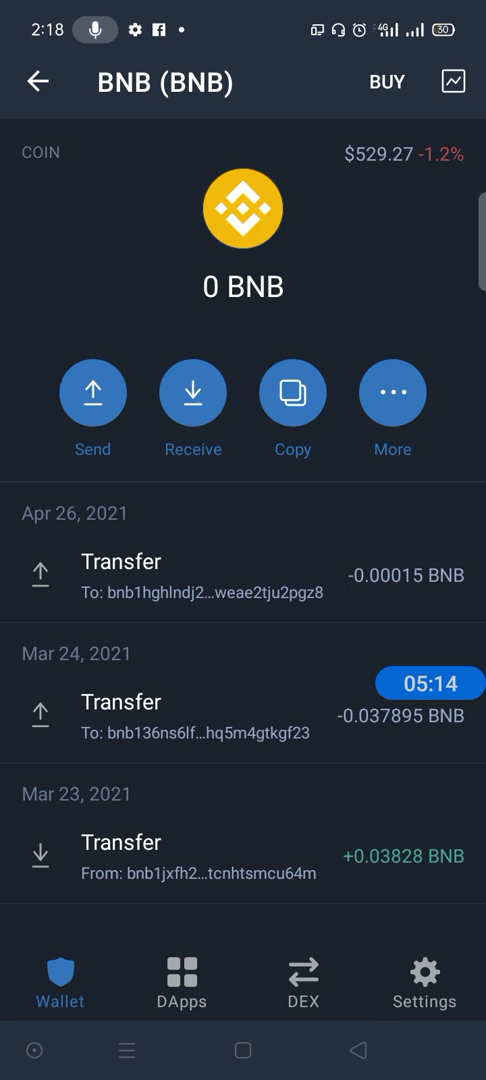 2:18
4G
30
BNB (BNB)
BUY
COIN
$529.27 -1.2%
0 BNB
Send
Receive
Copy
More
Apr 26, 2021
Transfer
-0.00015 BNB
To: bnb1hghlndj2...weae2tju2pgz8
Mar 24, 2021
05:14
Transfer
-0.037895 BNB
To: bnb136ns6lf...hq5m4gtkgf23
Mar 23, 2021
Transfer
+0.03828 BNB
From: bnb1jxfh2...tcnhtsmcu64m
Wallet
DApps
DEX
Settings